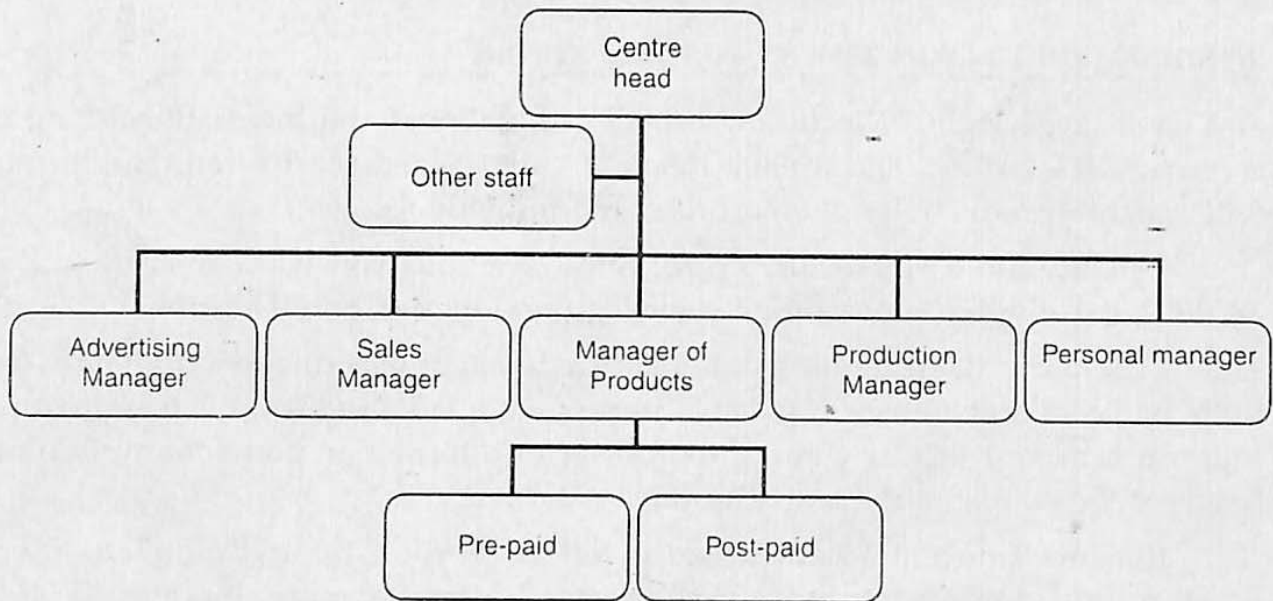 Centre
head
Other staff
Advertising
Manager
Sales
Manager
Manager of
Products
Production
Manager
Personal manager
Pre-paid
Post-paid